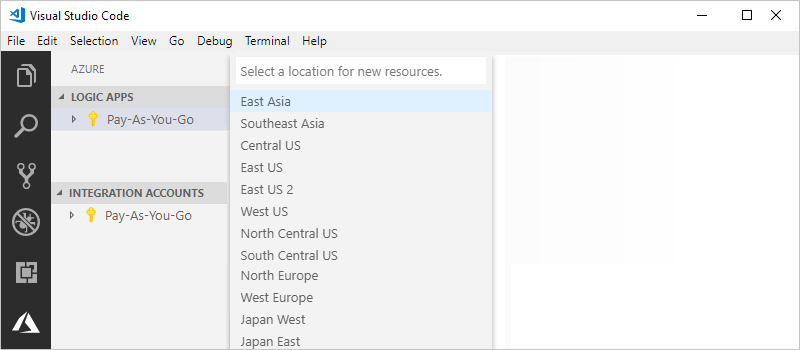 Visual Studio Code
File Edit Selection View Go Debug Terminal Help
AZURE
LOGIC APPS
Pay-As-You-Go
INTEGRATION ACCOUNTS
Pay-As-You-Go
Select a location for new resources.
East Asia
Southeast Asia
Central US
East US
East US 2
West US
North Central US
South Central US
North Europe
West Europe
Japan West
Japan East